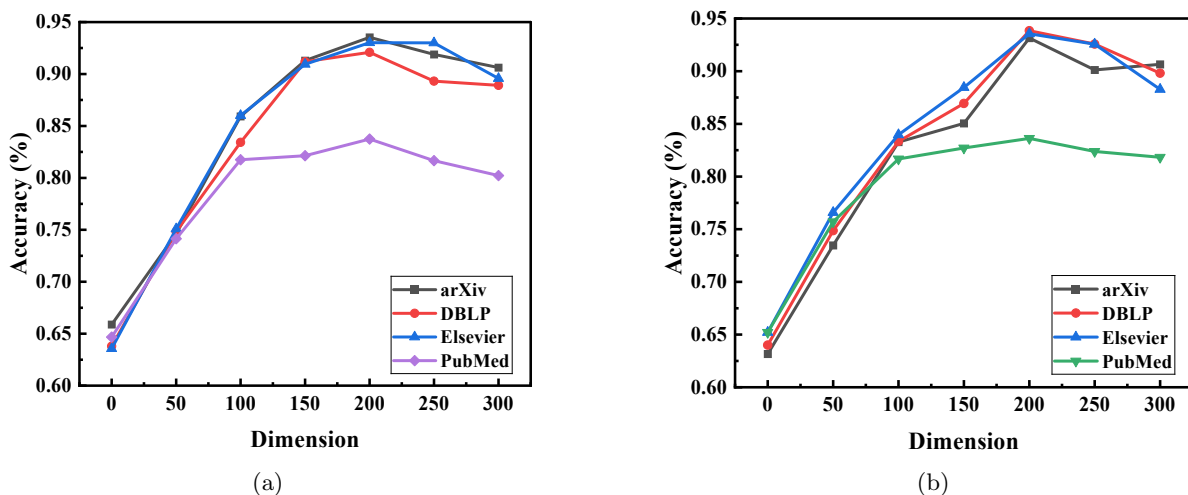 0.95
0.90
0.85
0.80
0.75
0.70
0.65
0.60
Accuracy (%)
arXiv
DBLP
Elsevier
PubMed
0 50 100 150 200 250 300
Dimension
(a)
0.95
0.90
0.85
0.80
0.75
0.70
0.65
0.60
Accuracy (%)
arXiv
DBLP
Elsevier
PubMed
0 50 100 150 200 250 300
Dimension
(b)